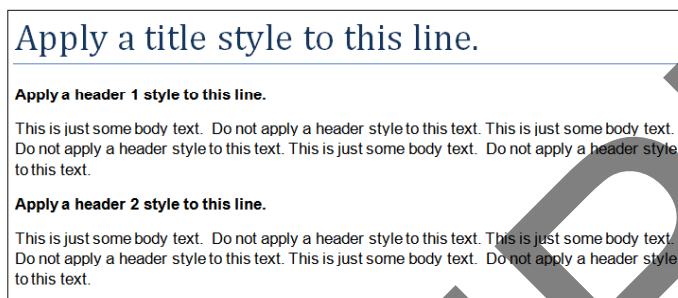 Apply a title style to this line.
Apply a header 1 style to this line.
This is just some body text.  Do not apply a header style to this text. This is just some body text.
Do not apply a header style to this text. This is just some body text.  Do not apply a header style
to this text.
Apply a header 2 style to this line.
This is just some body text.  Do not apply a header style to this text. This is just some body text.
Do not apply a header style to this text. This is just some body text.  Do not apply a header style
to this text.